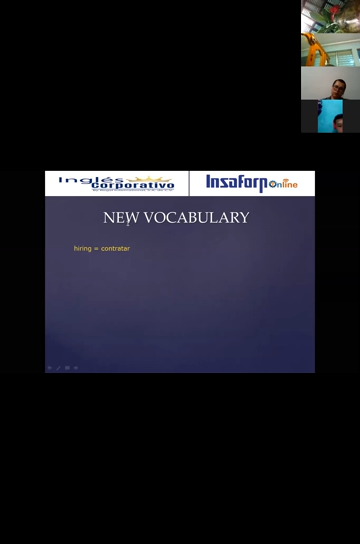 Inglés
Corporativo
Insaforp Online
NEW VOCABULARY
hiring = contratar